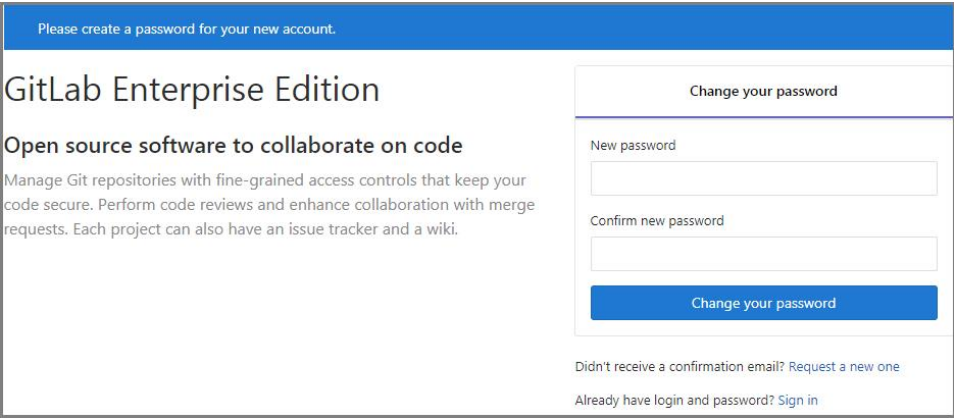 Please create a password for your new account.
GitLab Enterprise Edition
Open source software to collaborate on code
Manage Git repositories with fine-grained access controls that keep your
code secure. Perform code reviews and enhance collaboration with merge
requests. Each project can also have an issue tracker and a wiki.
Change your password
New password
Confirm new password
Change your password
Didn't receive a confirmation email? Request a new one
Already have login and password? Sign in